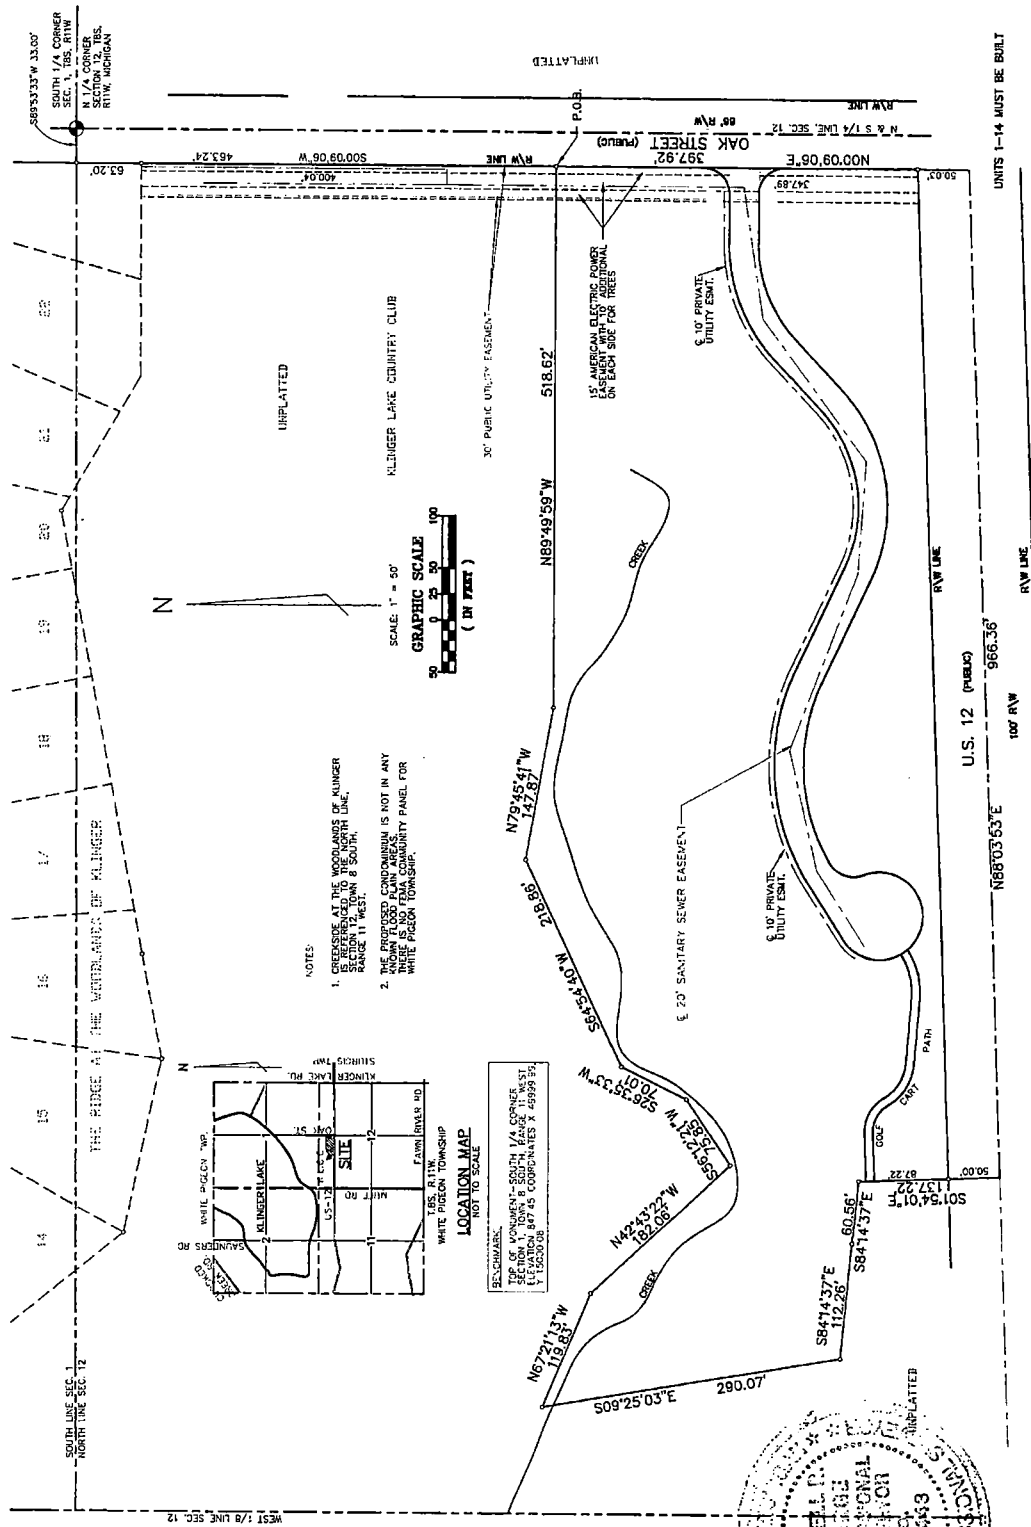 S89°53'33"W 33.00'
SOUTH 1/4 CORNER
SEC. 1, T8S, R11W
N 1/4 CORNER
SECTION 12, T8S,
R11W, MICHIGAN
63.20'
463.24'
S00°09'06"W
400.04'
R/W LINE
UNPLATTED
P.O.B.
R/W LINE
N & S 1/4 LINE, SEC. 12
66' R/W
OAK STREET
(PUBLIC)
397.92'
N00°09'06"E
347.89'
50.03'
UNITS 1-14 MUST BE BUILT
22
21
20
19
18
17
16
15
14
THE RIDGE AT THE WOODLANDS OF KLINGER
SOUTH LINE SEC. 1
NORTH LINE SEC. 12
WEST 1/8 LINE SEC. 12
UNPLATTED
KLINGER LAKE COUNTRY CLUB
30' PUBLIC UTILITY EASEMENT
15' AMERICAN ELECTRIC POWER
EASEMENT WITH 10' ADDITIONAL
ON EACH SIDE FOR TREES
N
SCALE: 1" = 50'
GRAPHIC SCALE
50 0 25 50 100
( IN FEET )
NOTES:
1. CREEKSIDE AT THE WOODLANDS OF KLINGER
IS REFERENCED TO THE NORTH LINE,
SECTION 12, TOWN 8 SOUTH,
RANGE 11 WEST.
2. THE PROPOSED CONDOMINIUM IS NOT IN ANY
KNOWN FLOOD PLAIN AREAS.
THERE IS NO FEMA COMMUNITY PANEL FOR
WHITE PIGEON TOWNSHIP.
N
WHITE PIGEON TWP.
SAUNDERS RD
KLINGER LAKE
2
1
KLINGER LAKE RD.
STURGIS TWP
OAK ST.
US-12
K.L.C.C.
SITE
RD
11
12
FAWN RIVER RD
T.8S., R.11W.
WHITE PIGEON TOWNSHIP
LOCATION MAP
NOT TO SCALE
BENCHMARK:
TOP OF MONUMENT-SOUTH 1/4 CORNER
SECTION 1, TOWN 8 SOUTH, RANGE 11 WEST
ELEVATION 847.45 COORDINATES X
N89°49'59"W
518.62'
N79°45'41"W
147.87'
218.86'
S64°54'40"W
S26°35'33"W
70.01'
S56°12'21"W
75.85'
N42°43'22"W
182.06'
N67°21'13"W
119.83'
S09°25'03"E
290.07'
S84°14'37"E
112.26'
60.56'
S84°14'37"E
87.22'
S01°54'01"E
137.22'
50.00'
CREEK
CREEK
℄ 10' PRIVATE
UTILITY ESMT.
℄ 10' PRIVATE
UTILITY ESMT.
℄ 20' SANITARY SEWER EASEMENT
GOLF
CART
PATH
R/W LINE
U.S. 12 (PUBLIC)
N88°03'53"E
966.36'
100' R/W
R/W LINE
UNPLATTED